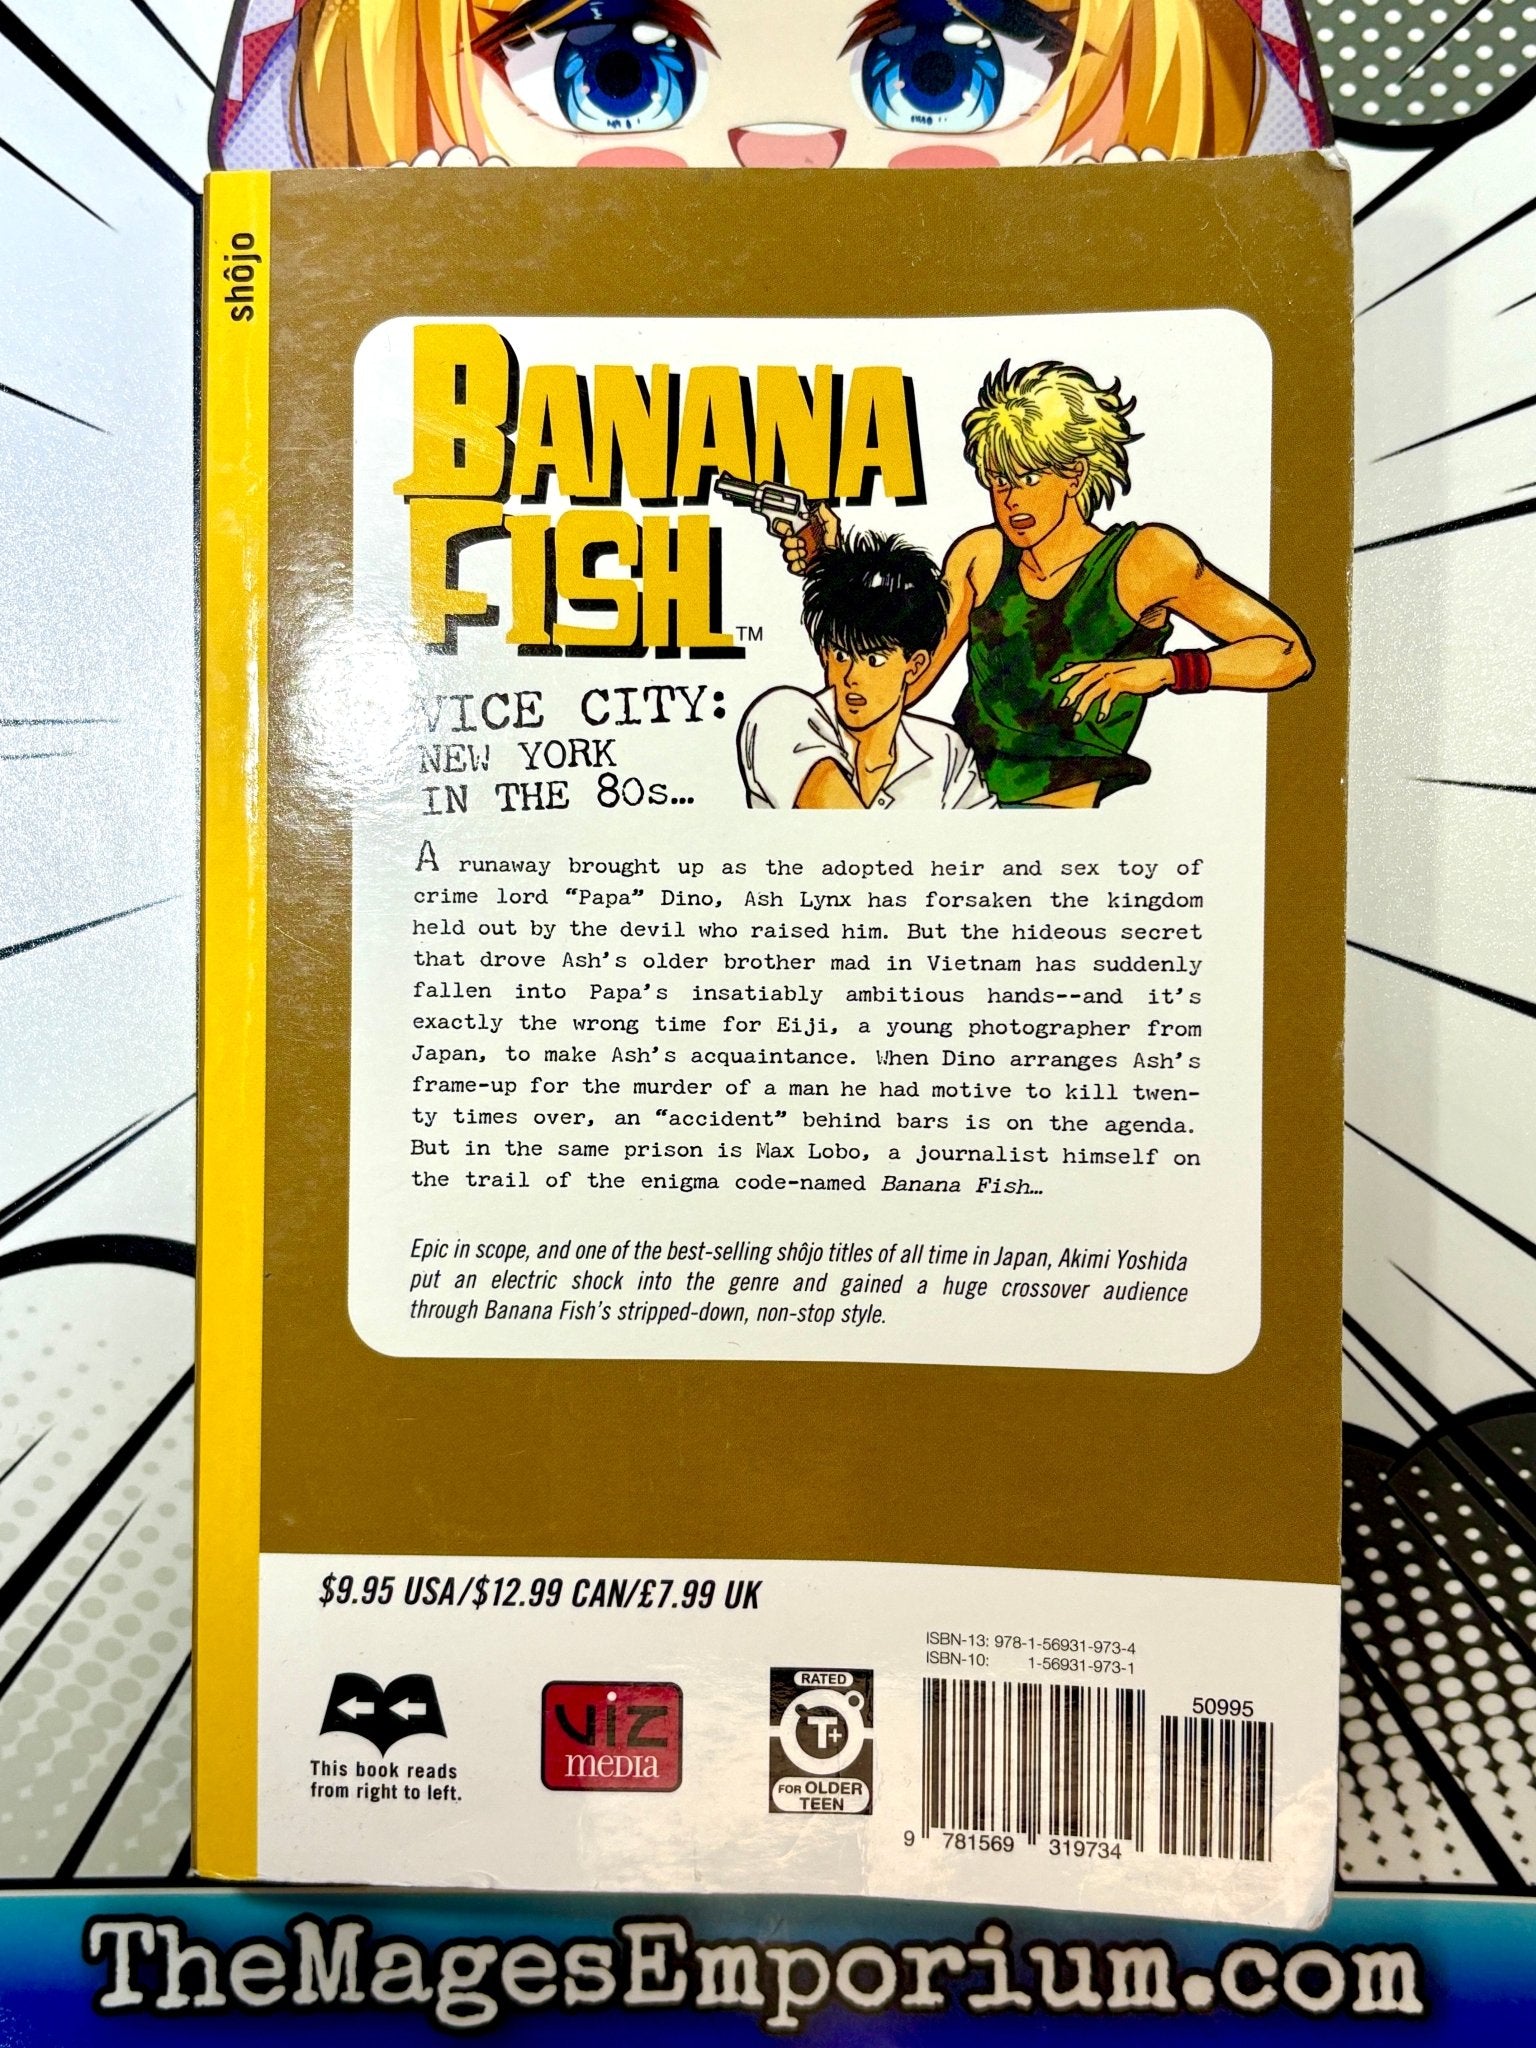 shôjo
BANANA
FISH™
VICE CITY:
NEW YORK
IN THE 80s…
A runaway brought up as the adopted heir and sex toy of
crime lord “Papa” Dino, Ash Lynx has forsaken the kingdom
held out by the devil who raised him. But the hideous secret
that drove Ash’s older brother mad in Vietnam has suddenly
fallen into Papa’s insatiably ambitious hands--and it’s
exactly the wrong time for Eiji, a young photographer from
Japan, to make Ash’s acquaintance. When Dino arranges Ash’s
frame-up for the murder of a man he had motive to kill twen-
ty times over, an “accident” behind bars is on the agenda.
But in the same prison is Max Lobo, a journalist himself on
the trail of the enigma code-named Banana Fish…
Epic in scope, and one of the best-selling shôjo titles of all time in Japan, Akimi Yoshida
put an electric shock into the genre and gained a huge crossover audience
through Banana Fish’s stripped-down, non-stop style.
$9.95 USA/$12.99 CAN/£7.99 UK
This book reads
from right to left.
VIZ
MEDIA
RATED
T+
FOR OLDER
TEEN
ISBN-13: 978-1-56931-973-4
ISBN-10: 1-56931-973-1
50995
9 781569 319734
TheMagesEmporium.com